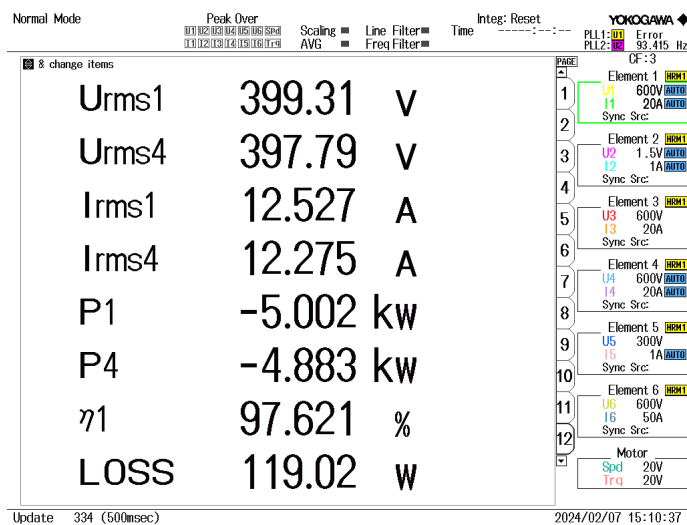 Normal Mode
Peak Over
U1 U2 U3 U4 U5 U6 Spd
I1 I2 I3 I4 I5 I6 Trq
Scaling
AVG
Line Filter
Freq Filter
Integ: Reset
Time -----:--:--
YOKOGAWA
PLL1: U1 Error
PLL2: U2 93.415 Hz
8 change items
PAGE
CF:3
Urms1 399.31 V
Urms4 397.79 V
Irms1 12.527 A
Irms4 12.275 A
P1 -5.002 kW
P4 -4.883 kW
η1 97.621 %
LOSS 119.02 W
1
2
3
4
5
6
7
8
9
10
11
12
Element 1 HRM1
U1 600V AUTO
I1 20A AUTO
Sync Src:
Element 2 HRM1
U2 1.5V AUTO
I2 1A AUTO
Sync Src:
Element 3 HRM1
U3 600V
I3 20A
Sync Src:
Element 4 HRM1
U4 600V AUTO
I4 20A AUTO
Sync Src:
Element 5 HRM1
U5 300V
I5 1A AUTO
Sync Src:
Element 6 HRM1
U6 600V
I6 50A
Sync Src:
Motor
Spd 20V
Trq 20V
Update 334 (500msec)
2024/02/07 15:10:37